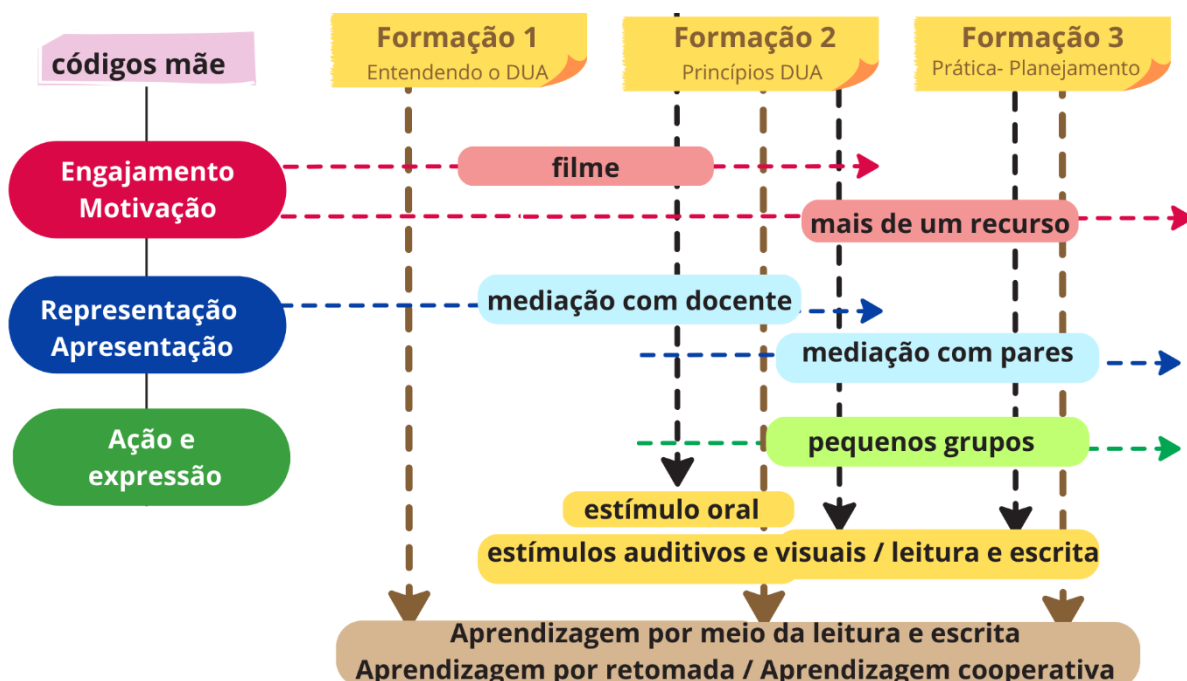 códigos mãe
Formação 1
Entendendo o DUA
Formação 2
Princípios DUA
Formação 3
Prática- Planejamento
Engajamento
Motivação
filme
mais de um recurso
Representação
Apresentação
mediação com docente
mediação com pares
Ação e
expressão
pequenos grupos
estímulo oral
estímulos auditivos e visuais / leitura e escrita
Aprendizagem por meio da leitura e escrita
Aprendizagem por retomada / Aprendizagem cooperativa